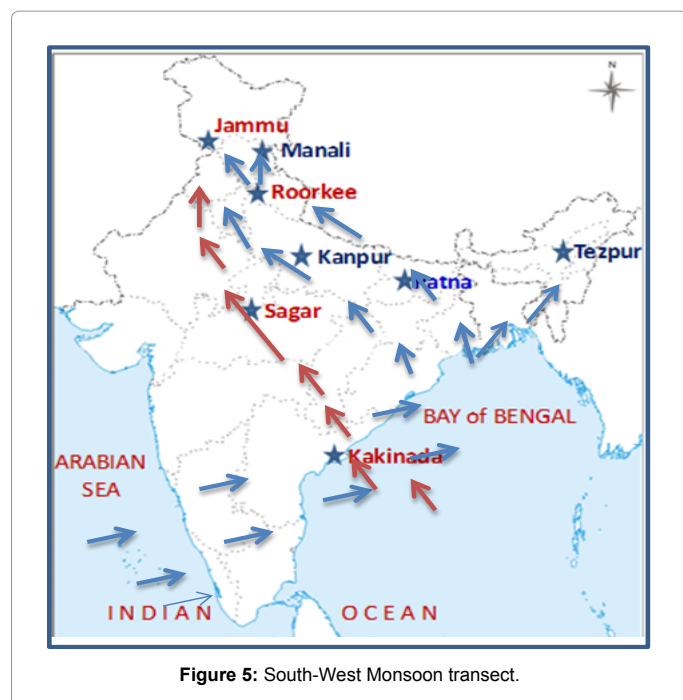 N
Jammu
Manali
Roorkee
Kanpur
Tezpur
Patna
Sagar
BAY of BENGAL
Kakinada
ARABIAN
SEA
INDIAN OCEAN
Figure 5: South-West Monsoon transect.